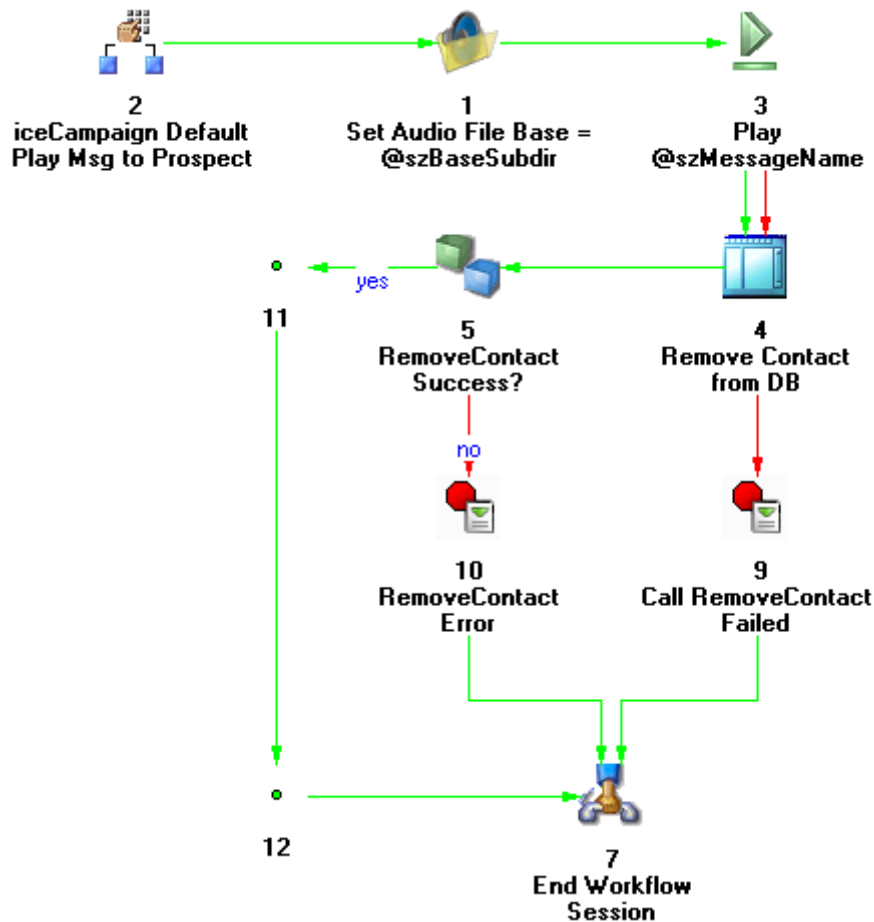 2
iceCampaign Default
Play Msg to Prospect
1
Set Audio File Base =
@szBaseSubdir
3
Play
@szMessageName
yes
11
5
RemoveContact
Success?
4
Remove Contact
from DB
no
10
RemoveContact
Error
9
Call RemoveContact
Failed
12
7
End Workflow
Session